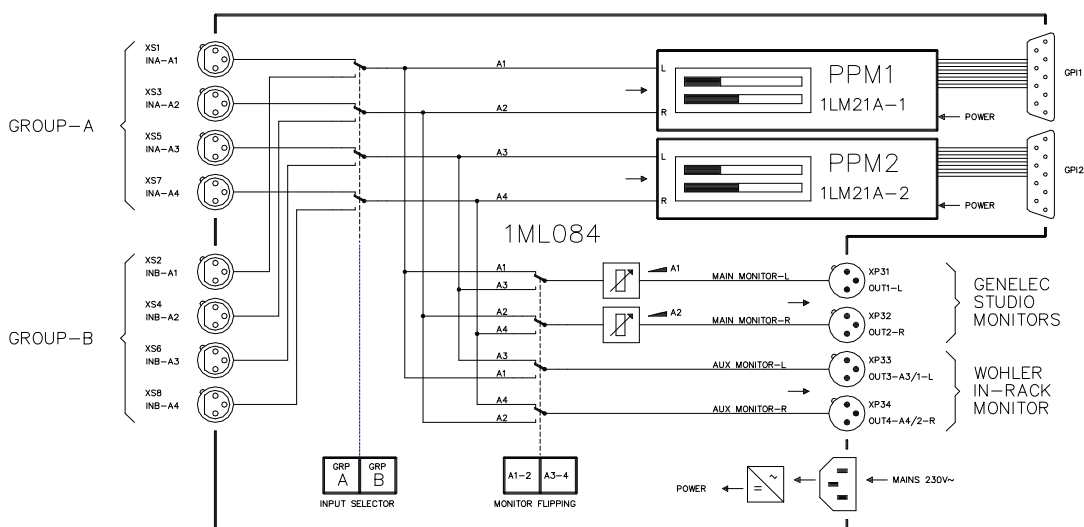 GROUP-A
XS1
INA-A1
XS3
INA-A2
XS5
INA-A3
XS7
INA-A4
GROUP-B
XS2
INB-A1
XS4
INB-A2
XS6
INB-A3
XS8
INB-A4
A1
A2
A3
A4
L
R
PPM1
1LM21A-1
POWER
GPI1
L
R
PPM2
1LM21A-2
POWER
GPI2
1ML084
A1
A3
A2
A4
A3
A1
A4
A2
A1
MAIN MONITOR-L
A2
MAIN MONITOR-R
AUX MONITOR-L
AUX MONITOR-R
XP31
OUT1-L
XP32
OUT2-R
XP33
OUT3-A3/1-L
XP34
OUT4-A4/2-R
GENELEC
STUDIO
MONITORS
WOHLER
IN-RACK
MONITOR
GRP
A
GRP
B
INPUT SELECTOR
A1-2
A3-4
MONITOR FLIPPING
POWER
MAINS 230V~